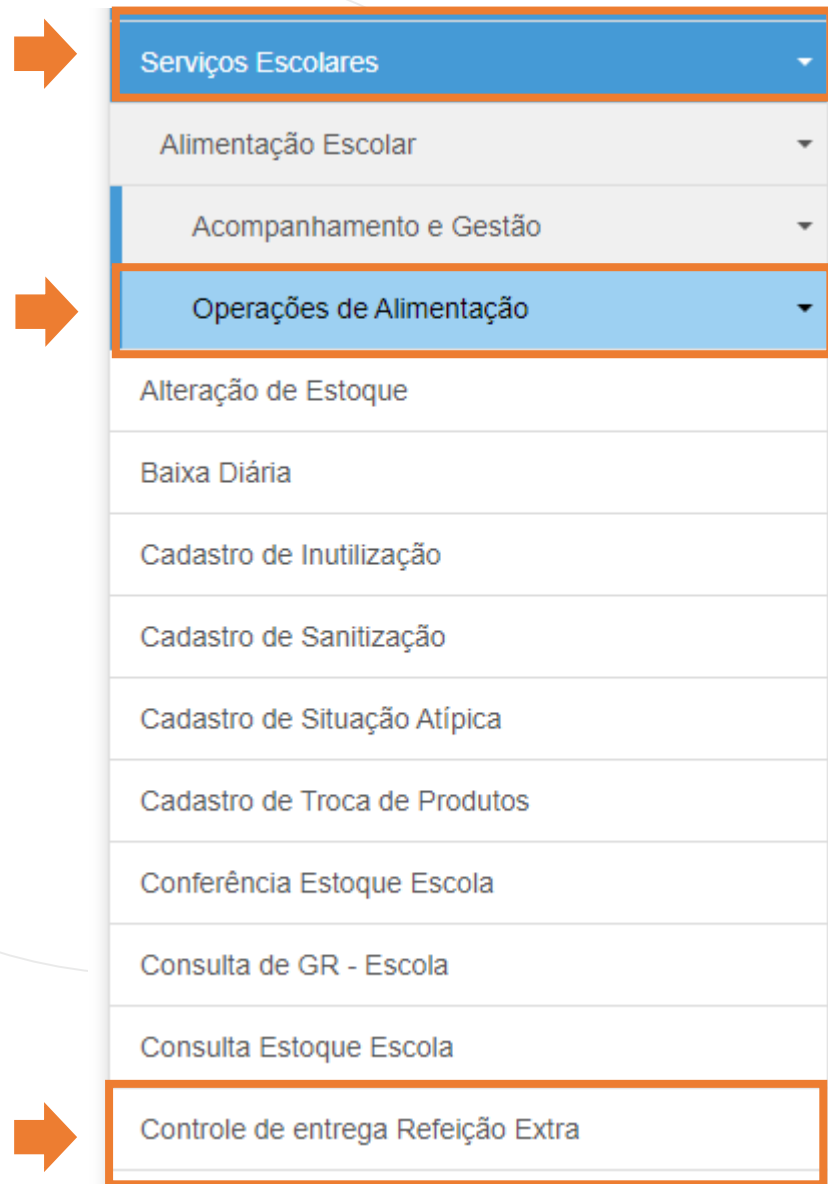 Serviços Escolares
Alimentação Escolar
Acompanhamento e Gestão
Operações de Alimentação
Alteração de Estoque
Baixa Diária
Cadastro de Inutilização
Cadastro de Sanitização
Cadastro de Situação Atípica
Cadastro de Troca de Produtos
Conferência Estoque Escola
Consulta de GR - Escola
Consulta Estoque Escola
Controle de entrega Refeição Extra